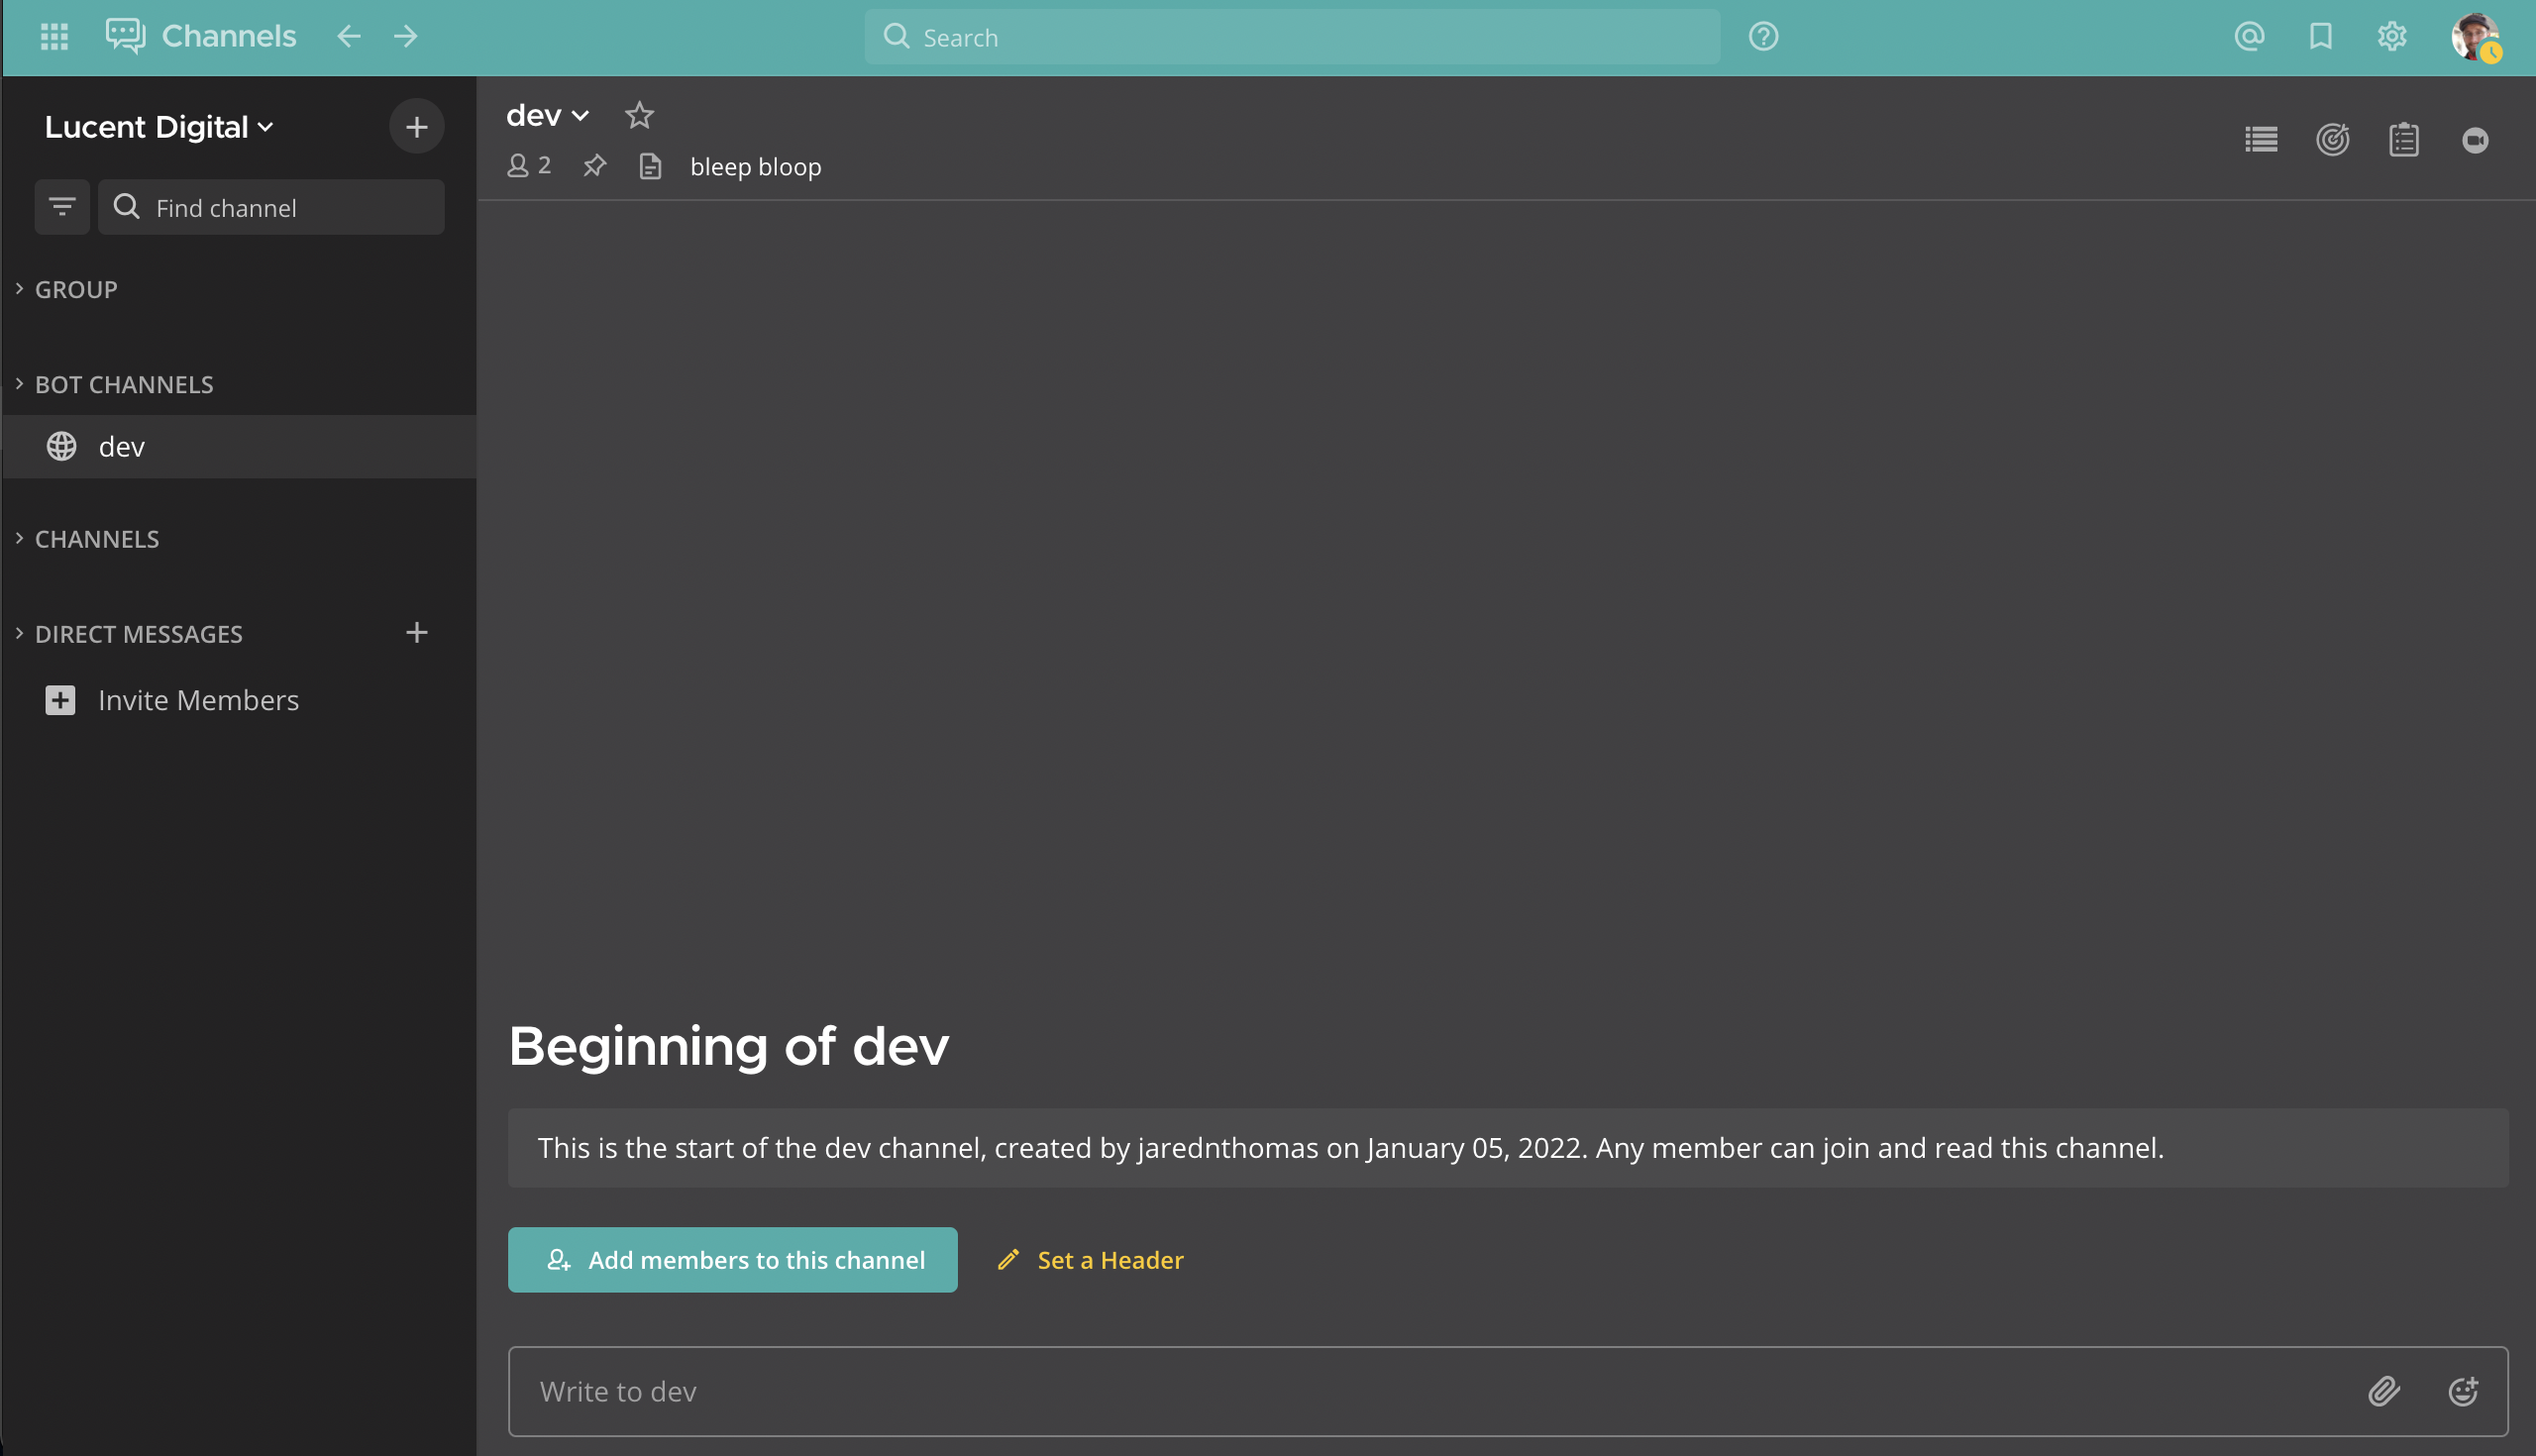 Channels
Search
Lucent Digital
Find channel
GROUP
BOT CHANNELS
dev
CHANNELS
DIRECT MESSAGES
Invite Members
dev
2
bleep bloop
Beginning of dev
This is the start of the dev channel, created by jarednthomas on January 05, 2022. Any member can join and read this channel.
Add members to this channel
Set a Header
Write to dev